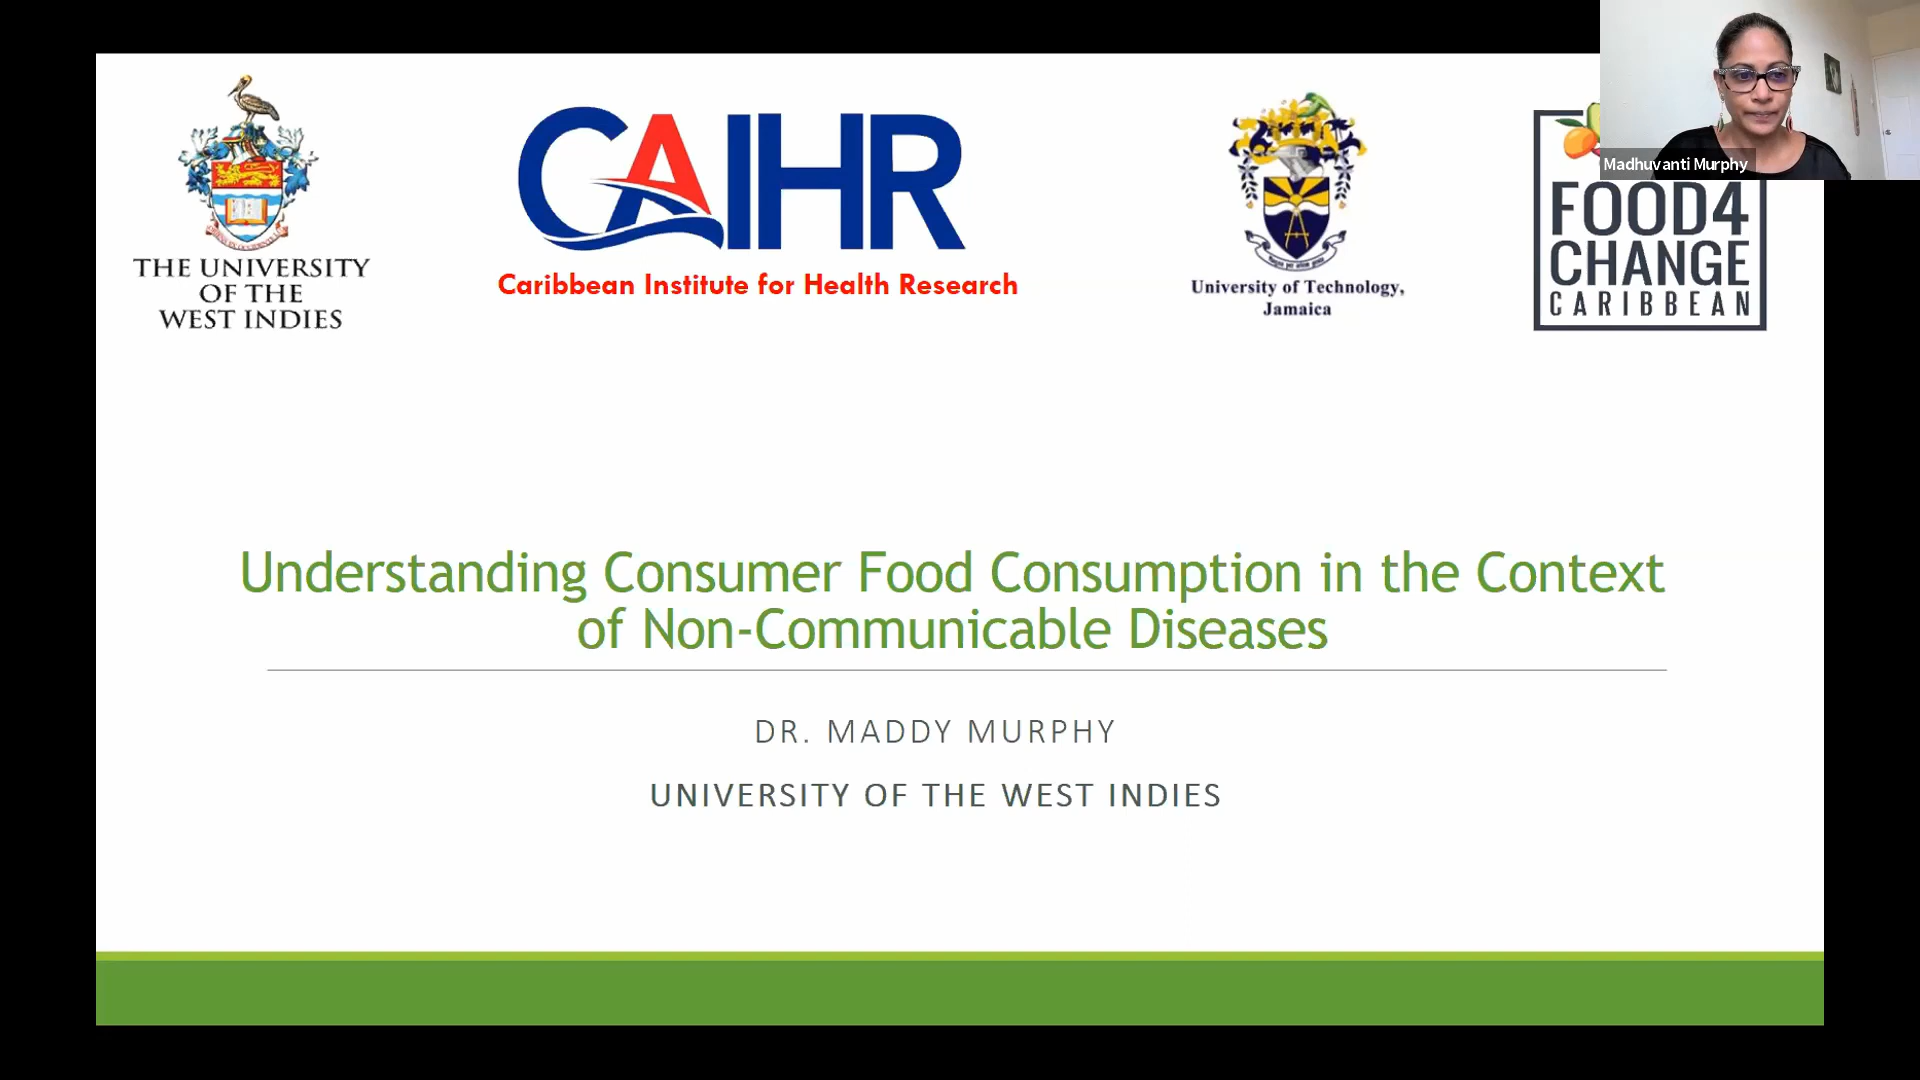 THE UNIVERSITY
OF THE
WEST INDIES
CAIHR
Caribbean Institute for Health Research
University of Technology,
Jamaica
FOOD4
CHANGE
CARIBBEAN
Madhuvanti Murphy
Understanding Consumer Food Consumption in the Context
of Non-Communicable Diseases
DR. MADDY MURPHY
UNIVERSITY OF THE WEST INDIES